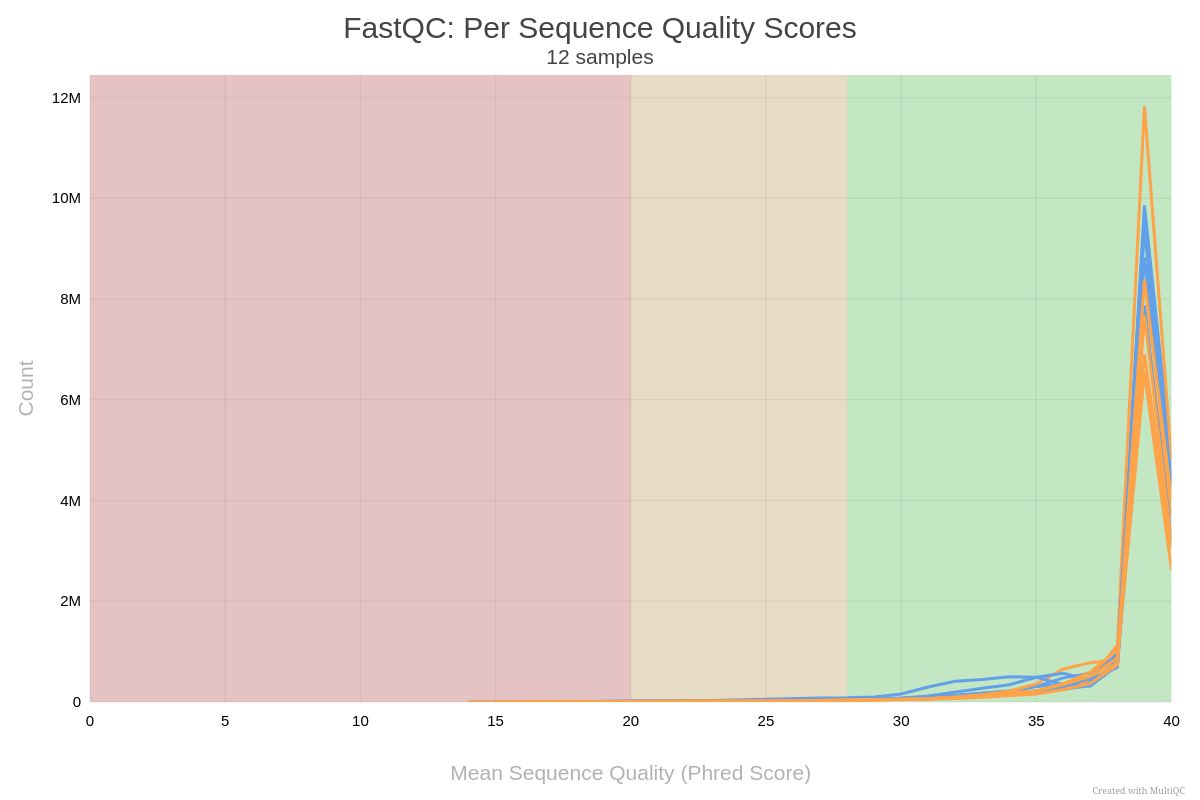 FastQC: Per Sequence Quality Scores
12 samples
12M
10M
8M
6M
4M
2M
0
Count
0 5 10 15 20 25 30 35 40
Mean Sequence Quality (Phred Score)
Created with MultiQC